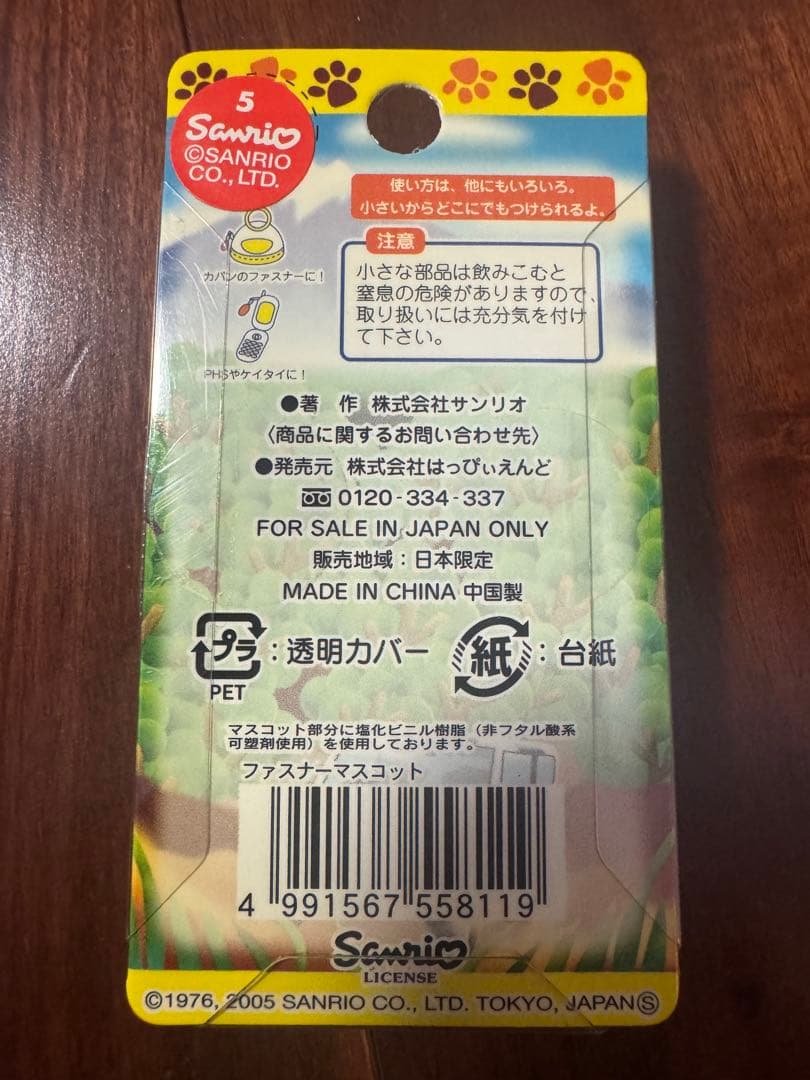 5
Sanrio
©SANRIO
CO., LTD.
使い方は、他にもいろいろ。
小さいからどこにでもつけられるよ。
カバンのファスナーに!
PHSやケイタイに!
注意
小さな部品は飲みこむと
窒息の危険がありますので、
取り扱いには充分気を付け
て下さい。
●著 作 株式会社サンリオ
〈商品に関するお問い合わせ先〉
●発売元 株式会社はっぴぃえんど
0120-334-337
FOR SALE IN JAPAN ONLY
販売地域:日本限定
MADE IN CHINA 中国製
プラ:透明カバー 紙:台紙
PET
マスコット部分に塩化ビニル樹脂(非フタル酸系
可塑剤使用)を使用しております。
ファスナーマスコット
4 991567 558119
Sanrio
LICENSE
©1976, 2005 SANRIO CO., LTD. TOKYO, JAPAN Ⓢ